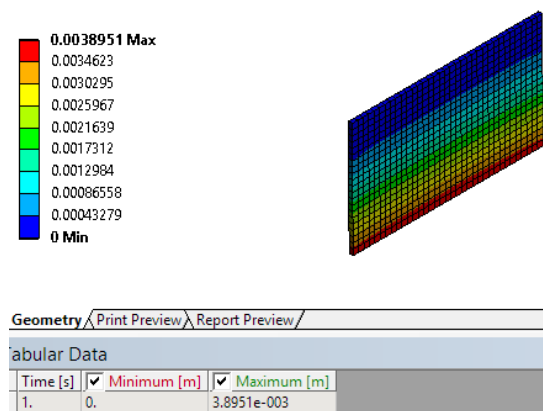 0.0038951 Max
0.0034623
0.0030295
0.0025967
0.0021639
0.0017312
0.0012984
0.00086558
0.00043279
0 Min
Geometry Print Preview Report Preview
abular Data
Time [s] Minimum [m] Maximum [m]
1. 0. 3.8951e-003